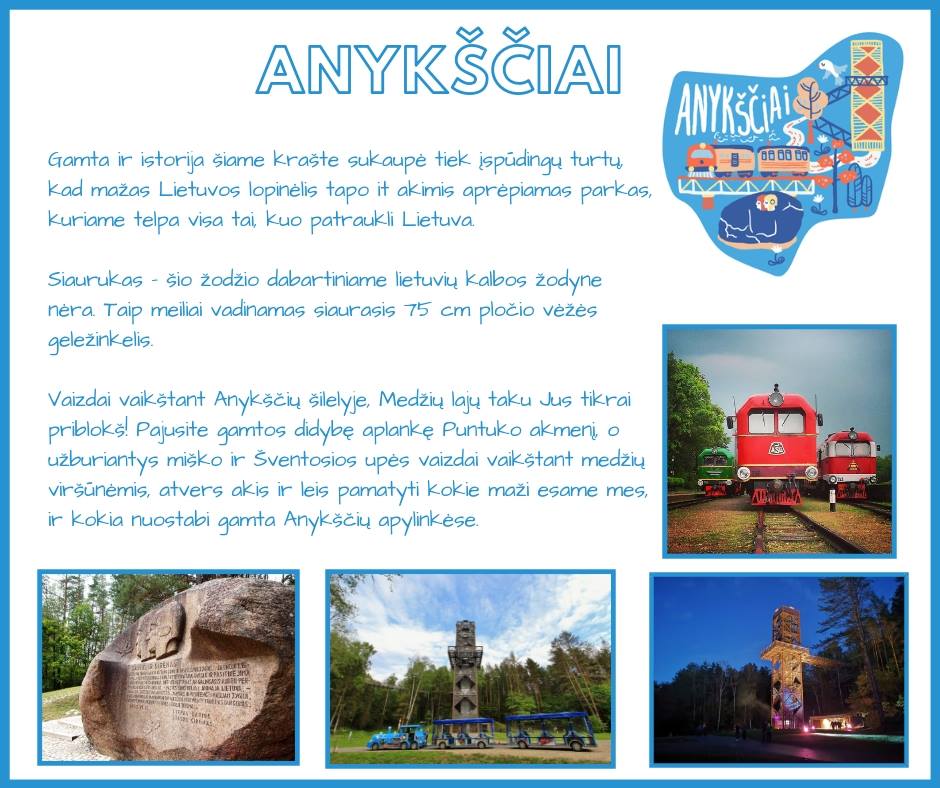 ANYKŠČIAI
ANYKŠČIAI
Gamta ir istorija šiame krašte sukaupė tiek įspūdingų turtų,
kad mažas Lietuvos lopinėlis tapo it akimis aprėpiamas parkas,
kuriame telpa visa tai, kuo patraukli Lietuva.
Siaurukas - šio žodžio dabartiniame lietuvių kalbos žodyne
nėra. Taip meiliai vadinamas siaurasis 75 cm pločio vėžės
geležinkelis.
Vaizdai vaikštant Anykščių šilelyje, Medžių lajų taku Jus tikrai
priblokš! Pajusite gamtos didybę aplankę Puntuko akmenį, o
užburiantys miško ir Šventosios upės vaizdai vaikštant medžių
viršūnėmis, atvers akis ir leis pamatyti kokie maži esame mes,
ir kokia nuostabi gamta Anykščių apylinkėse.